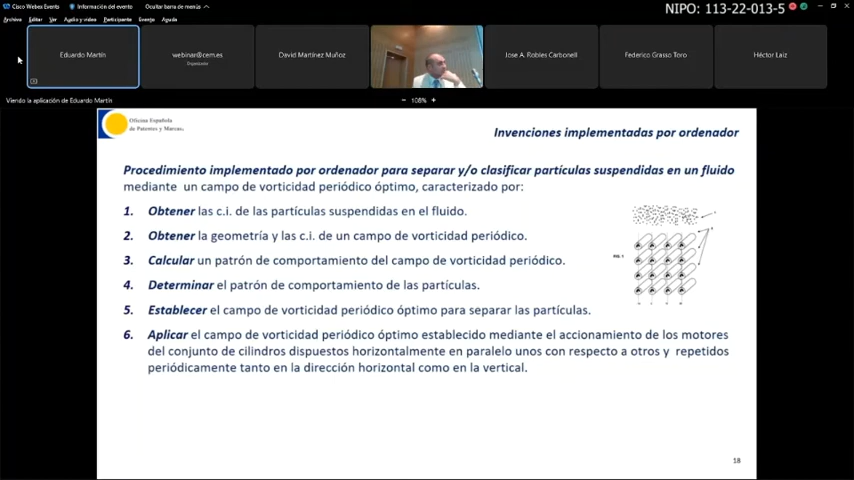 Cisco Webex Events
Información del evento
Ocultar barra de menús
NIPO: 113-22-013-5
Archivo Editar Ver Audio y vídeo Participante Evento Ayuda
Eduardo Martín
webinar@cem.es
Organizador
David Martínez Muñoz
Jose A. Robles Carbonell
Federico Grasso Toro
Héctor Laiz
Viendo la aplicación de Eduardo Martín
− 108% +
Oficina Española
de Patentes y Marcas
Invenciones implementadas por ordenador
Procedimiento implementado por ordenador para separar y/o clasificar partículas suspendidas en un fluido
mediante un campo de vorticidad periódico óptimo, caracterizado por:
1. Obtener las c.i. de las partículas suspendidas en el fluido.
2. Obtener la geometría y las c.i. de un campo de vorticidad periódico.
3. Calcular un patrón de comportamiento del campo de vorticidad periódico.
4. Determinar el patrón de comportamiento de las partículas.
5. Establecer el campo de vorticidad periódico óptimo para separar las partículas.
6. Aplicar el campo de vorticidad periódico óptimo establecido mediante el accionamiento de los motores
del conjunto de cilindros dispuestos horizontalmente en paralelo unos con respecto a otros y repetidos
periódicamente tanto en la dirección horizontal como en la vertical.
FIG. 1
18